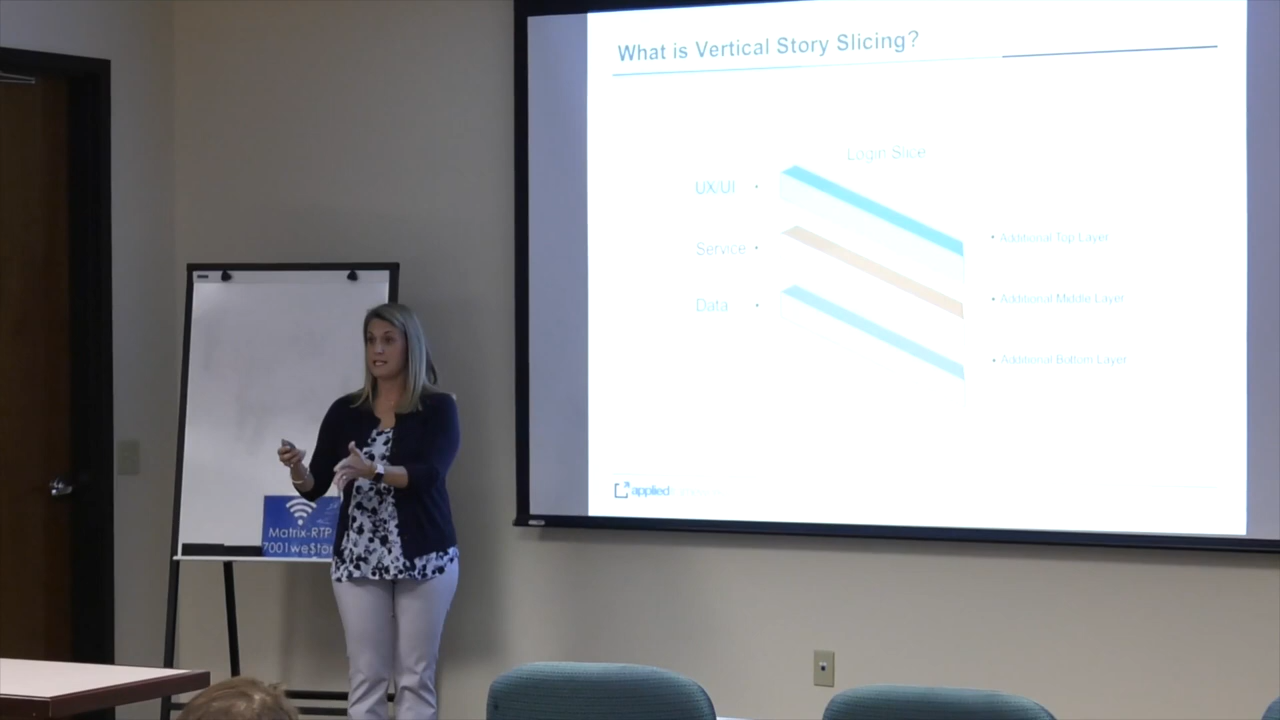 What is Vertical Story Slicing?
Login Slice
UX/UI •
Service •
Data •
• Additional Top Layer
• Additional Middle Layer
• Additional Bottom Layer
applied
Matrix-RTP
7001we$tor